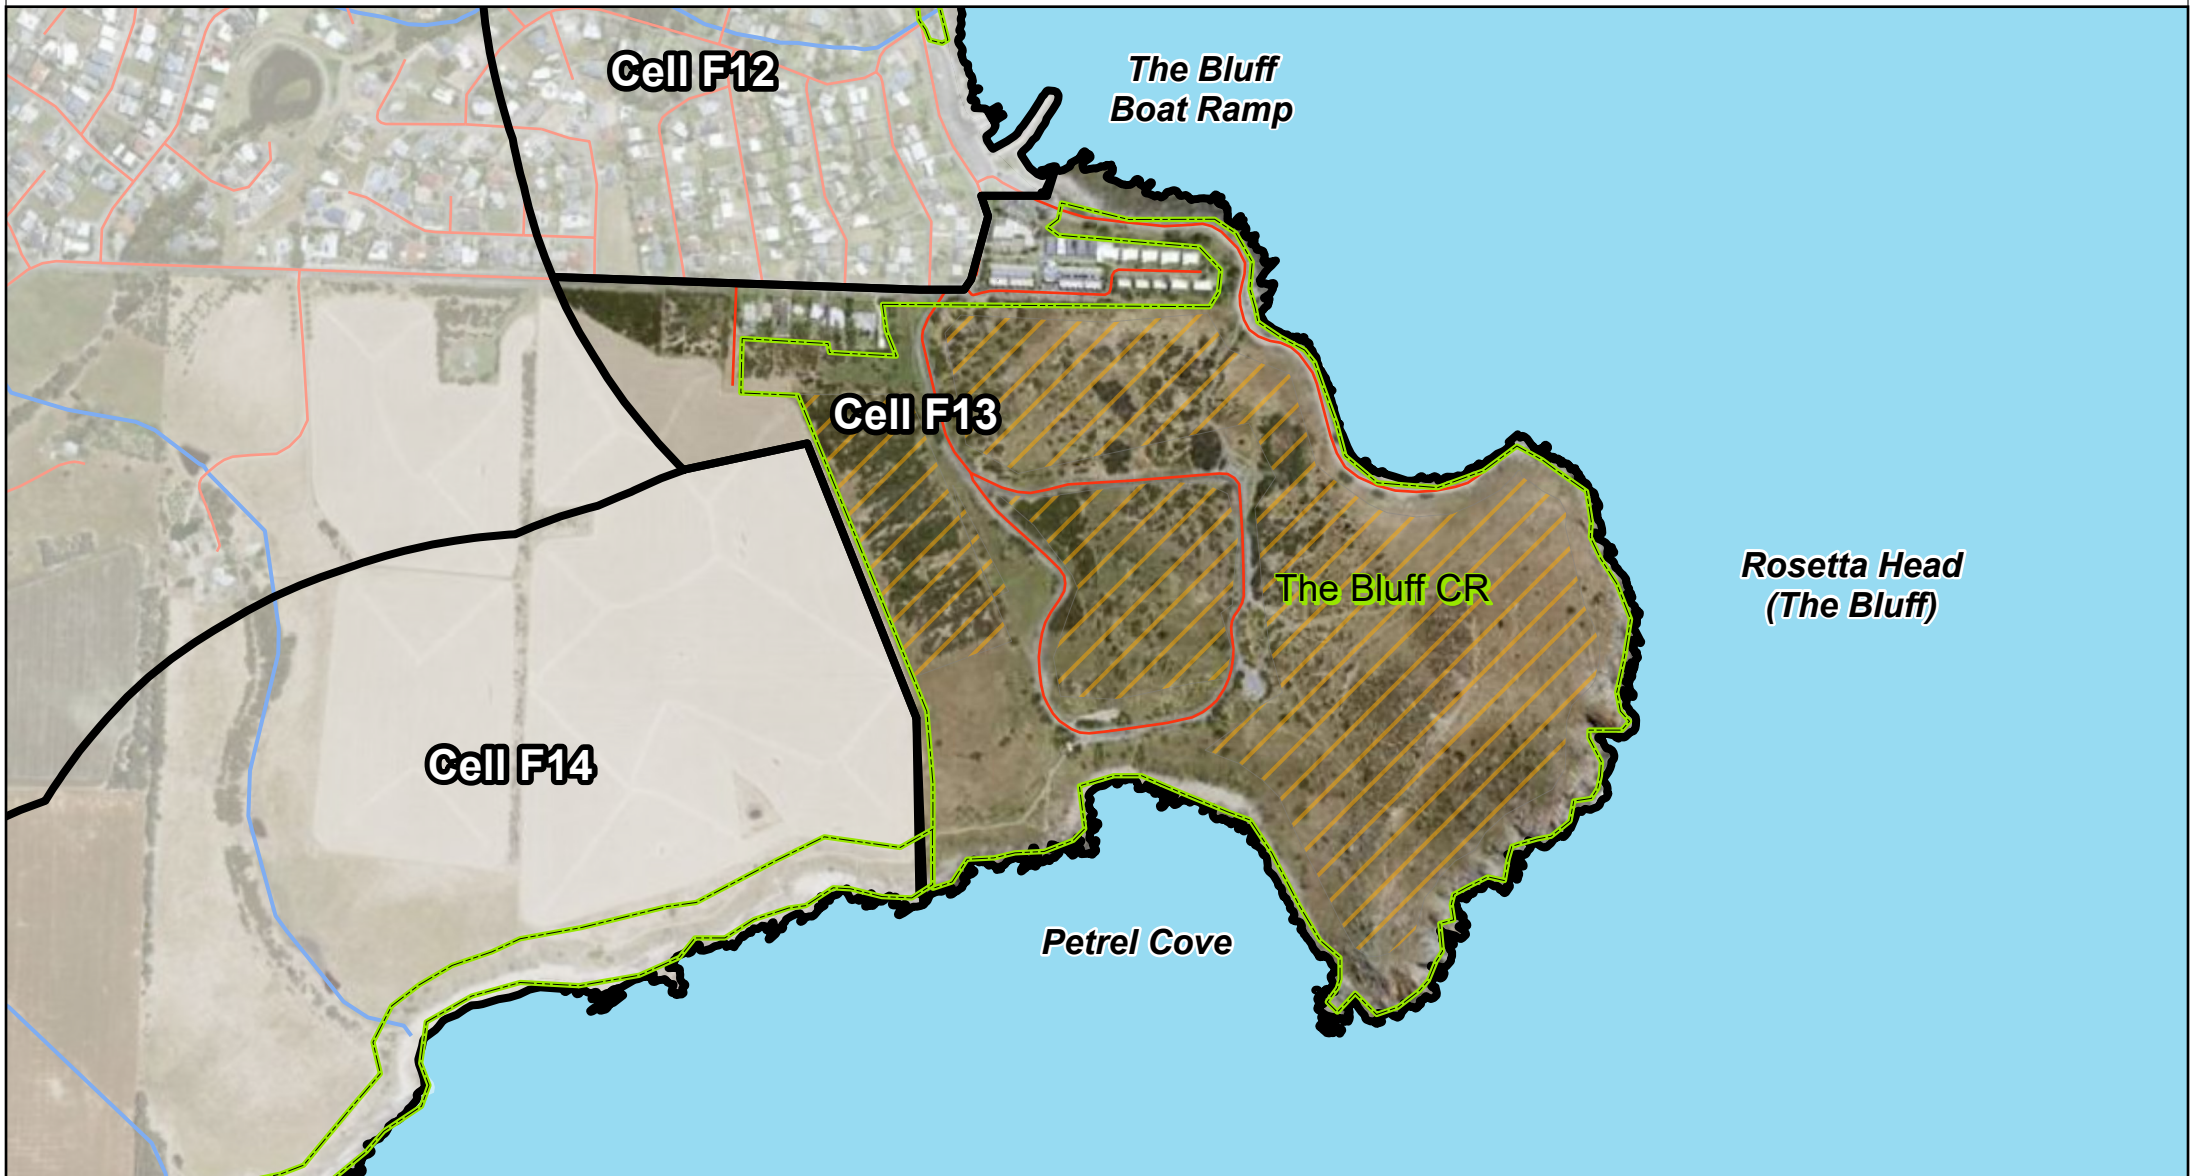 Cell F12
The Bluff
Boat Ramp
Cell F13
Rosetta Head
(The Bluff)
The Bluff CR
Cell F14
Petrel Cove